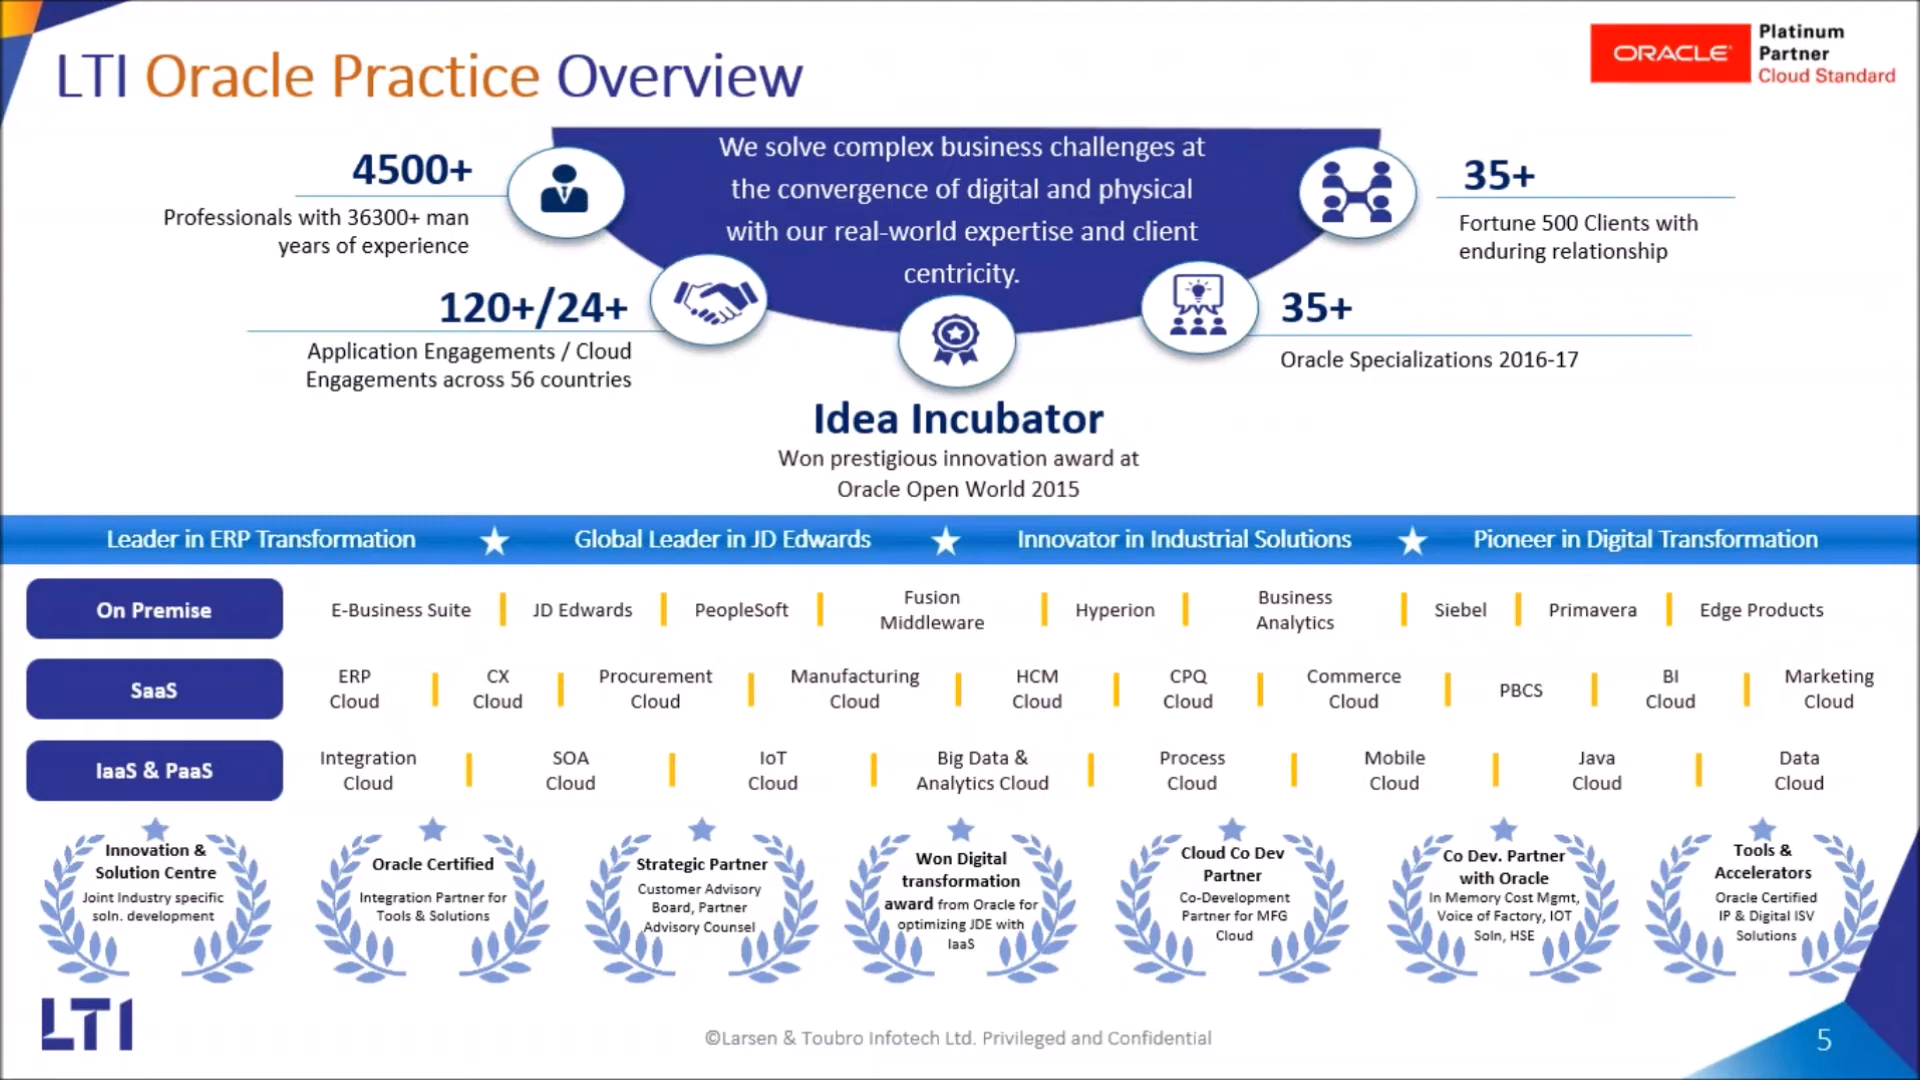 LTI Oracle Practice Overview
ORACLE
Platinum
Partner
Cloud Standard
We solve complex business challenges at
the convergence of digital and physical
with our real-world expertise and client
centricity.
4500+
Professionals with 36300+ man
years of experience
120+/24+
Application Engagements / Cloud
Engagements across 56 countries
Idea Incubator
Won prestigious innovation award at
Oracle Open World 2015
35+
Fortune 500 Clients with
enduring relationship
35+
Oracle Specializations 2016-17
Leader in ERP Transformation
Global Leader in JD Edwards
Innovator in Industrial Solutions
Pioneer in Digital Transformation
On Premise
E-Business Suite
JD Edwards
PeopleSoft
Fusion
Middleware
Hyperion
Business
Analytics
Siebel
Primavera
Edge Products
SaaS
ERP
Cloud
CX
Cloud
Procurement
Cloud
Manufacturing
Cloud
HCM
Cloud
CPQ
Cloud
Commerce
Cloud
PBCS
BI
Cloud
Marketing
Cloud
IaaS & PaaS
Integration
Cloud
SOA
Cloud
IoT
Cloud
Big Data &
Analytics Cloud
Process
Cloud
Mobile
Cloud
Java
Cloud
Data
Cloud
Innovation &
Solution Centre
Joint Industry specific
soln. development
Oracle Certified
Integration Partner for
Tools & Solutions
Strategic Partner
Customer Advisory
Board, Partner
Advisory Counsel
Won Digital
transformation
award from Oracle for
optimizing JDE with
IaaS
Cloud Co Dev
Partner
Co-Development
Partner for MFG
Cloud
Co Dev. Partner
with Oracle
In Memory Cost Mgmt,
Voice of Factory, IOT
Soln, HSE
Tools &
Accelerators
Oracle Certified
IP & Digital ISV
Solutions
LTI
©Larsen & Toubro Infotech Ltd. Privileged and Confidential
5